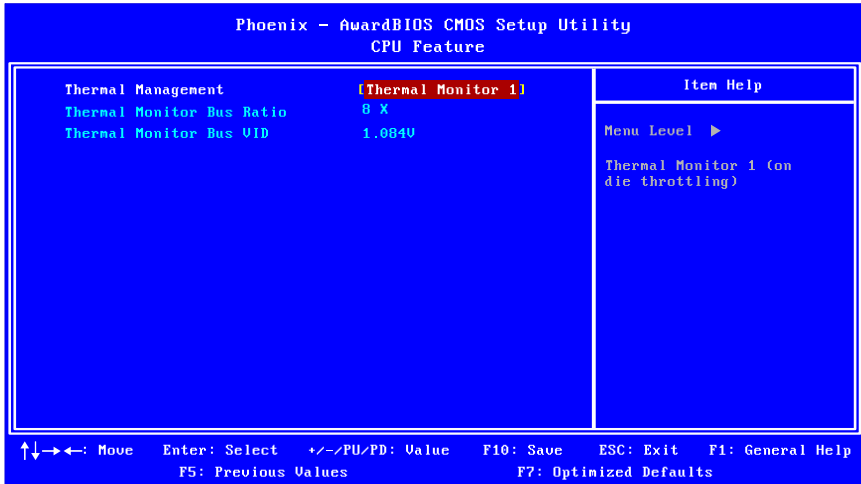 Phoenix - AwardBIOS CMOS Setup Utility
CPU Feature
Thermal Management [Thermal Monitor 1]
Thermal Monitor Bus Ratio 8 X
Thermal Monitor Bus VID 1.084V
Item Help
Menu Level ▶
Thermal Monitor 1 (on
die throttling)
↑↓→←: Move Enter: Select +/-/PU/PD: Value F10: Save ESC: Exit F1: General Help
F5: Previous Values F7: Optimized Defaults